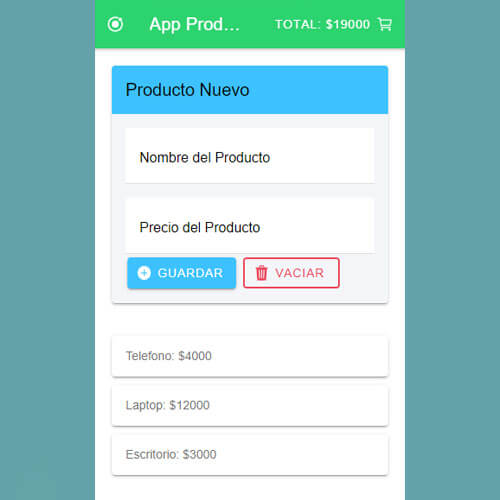 App Prod...
TOTAL: $19000
Producto Nuevo
Nombre del Producto
Precio del Producto
GUARDAR
VACIAR
Telefono: $4000
Laptop: $12000
Escritorio: $3000